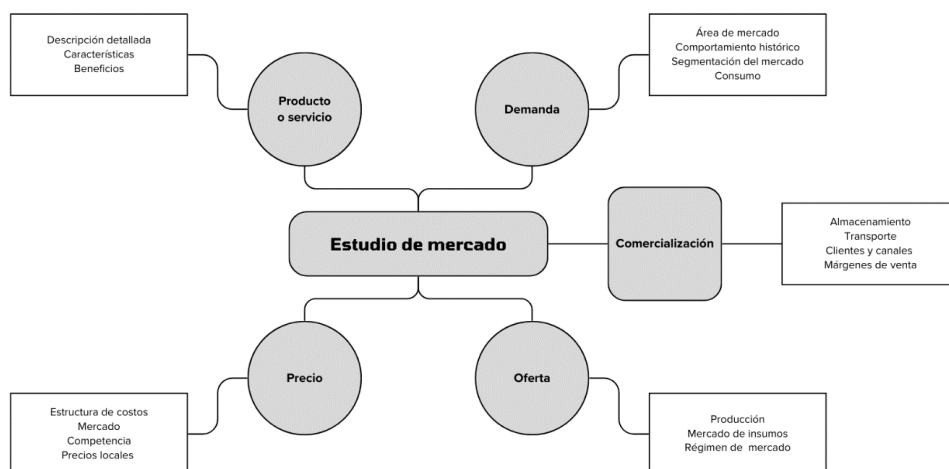 Descripción detallada
Características
Beneficios
Producto
o servicio
Demanda
Área de mercado
Comportamiento histórico
Segmentación del mercado
Consumo
Estudio de mercado
Comercialización
Almacenamiento
Transporte
Clientes y canales
Márgenes de venta
Precio
Oferta
Estructura de costos
Mercado
Competencia
Precios locales
Producción
Mercado de insumos
Régimen de mercado